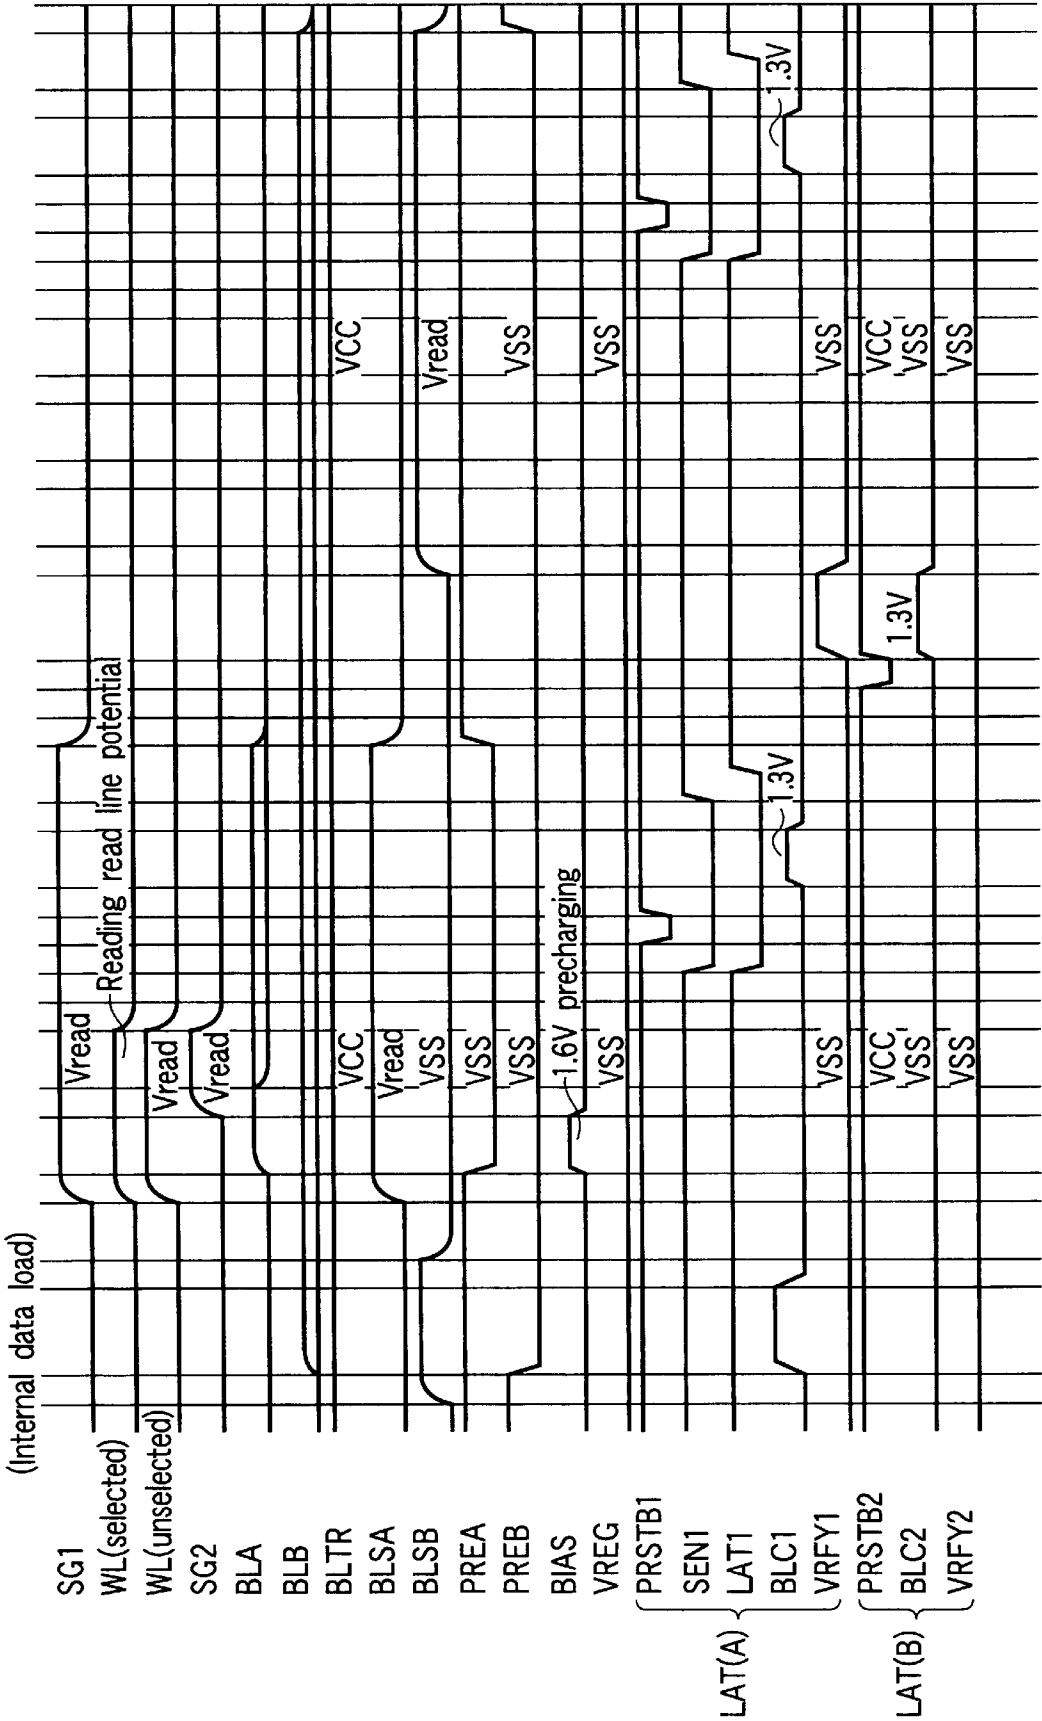 (Internal data load)
SG1
Vread
WL(selected)
Reading read line potential
WL(unselected)
Vread
SG2
Vread
BLA
BLB
BLTR
VCC
VCC
BLSA
Vread
BLSB
VSS
Vread
PREA
VSS
PREB
VSS
VSS
BIAS
1.6V precharging
VREG
VSS
VSS
LAT(A)
PRSTB1
SEN1
LAT1
BLC1
1.3V
1.3V
VRFY1
VSS
VSS
LAT(B)
PRSTB2
VCC
VCC
BLC2
VSS
1.3V
VSS
VRFY2
VSS
VSS